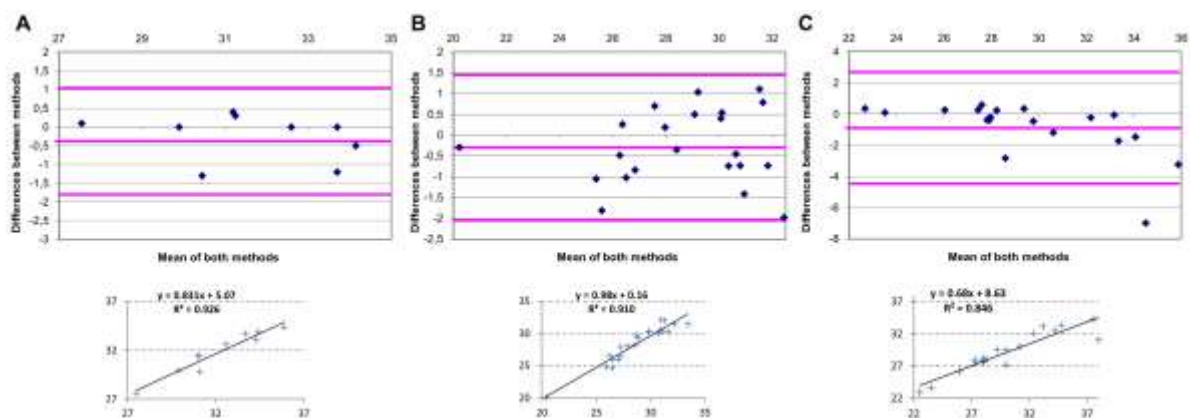 A
27 29 31 33 35
2
1,5
1
0,5
0
-0,5
-1
-1,5
-2
-2,5
-3
Differences between methods
Mean of both methods
y = 0.831x + 5.07
R² = 0.926
37
32
27
27 32 37
B
20 22 24 26 28 30 32
2
1,5
1
0,5
0
-0,5
-1
-1,5
-2
-2,5
Differences between methods
Mean of both methods
y = 0.98x + 0.16
R² = 0.910
35
30
25
20
20 25 30 35
C
22 24 26 28 30 32 34 36
4
2
0
-2
-4
-6
-8
Differences between methods
Mean of both methods
y = 0.68x + 8.63
R² = 0.846
37
32
27
22
22 27 32 37